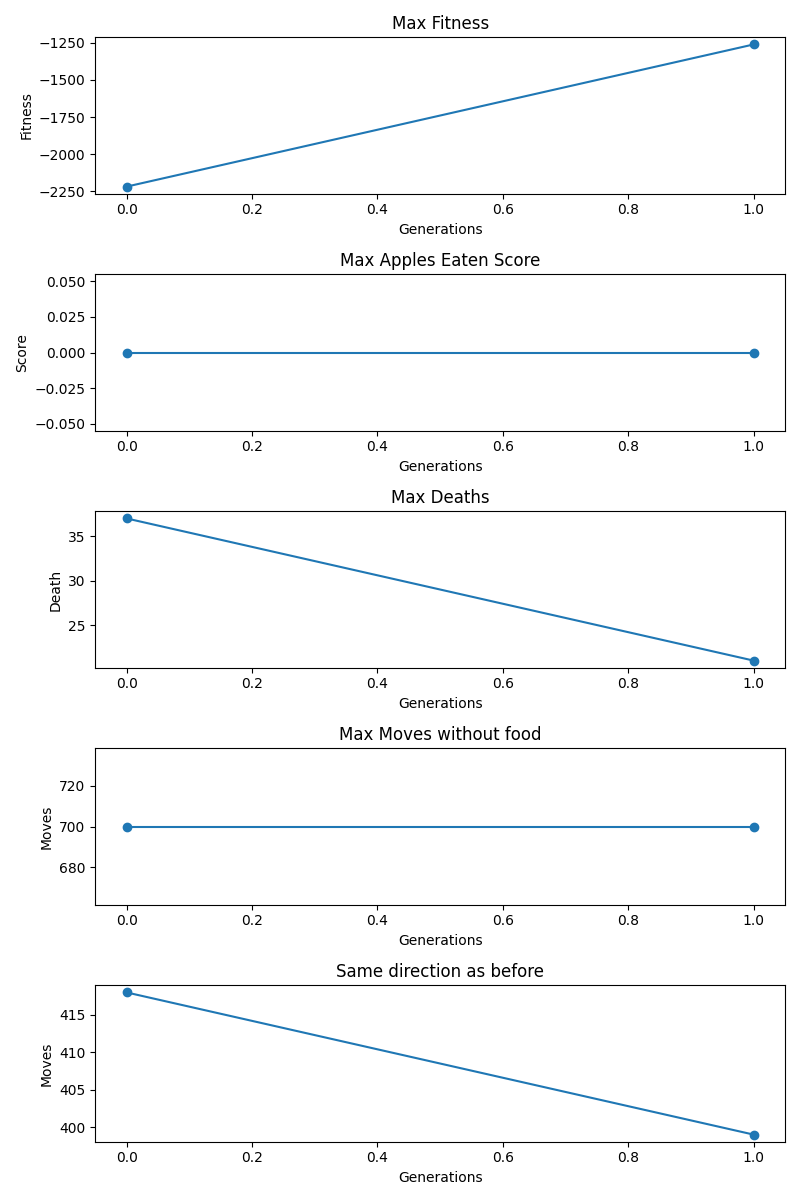 Max Fitness
−1250
−1500
−1750
−2000
−2250
Fitness
0.0 0.2 0.4 0.6 0.8 1.0
Generations
Max Apples Eaten Score
0.050
0.025
0.000
−0.025
−0.050
Score
0.0 0.2 0.4 0.6 0.8 1.0
Generations
Max Deaths
35
30
25
Death
0.0 0.2 0.4 0.6 0.8 1.0
Generations
Max Moves without food
720
700
680
Moves
0.0 0.2 0.4 0.6 0.8 1.0
Generations
Same direction as before
415
410
405
400
Moves
0.0 0.2 0.4 0.6 0.8 1.0
Generations